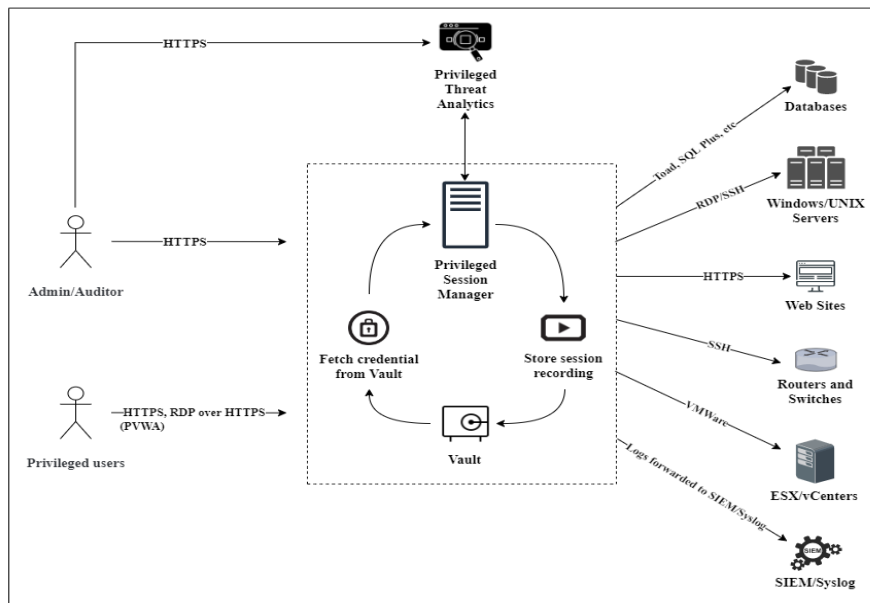 HTTPS
Privileged
Threat
Analytics
Databases
Toad, SQL Plus, etc
RDP/SSH
Windows/UNIX
Servers
Admin/Auditor
HTTPS
Privileged
Session
Manager
HTTPS
Web Sites
Fetch credential
from Vault
Store session
recording
SSH
Routers and
Switches
Privileged users
HTTPS, RDP over HTTPS
(PVWA)
Vault
VMWare
ESX/vCenters
Logs forwarded to SIEM/Syslog
SIEM
SIEM/Syslog